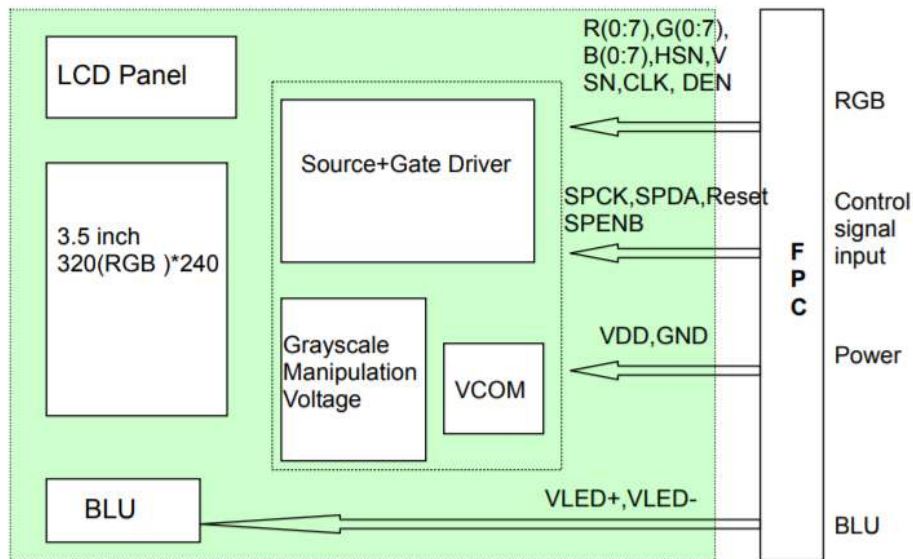 LCD Panel
3.5 inch
320(RGB )*240
BLU
Source+Gate Driver
Grayscale
Manipulation
Voltage
VCOM
R(0:7),G(0:7),
B(0:7),HSN,V
SN,CLK, DEN
SPCK,SPDA,Reset
SPENB
VDD,GND
VLED+,VLED-
F
P
C
RGB
Control
signal
input
Power
BLU